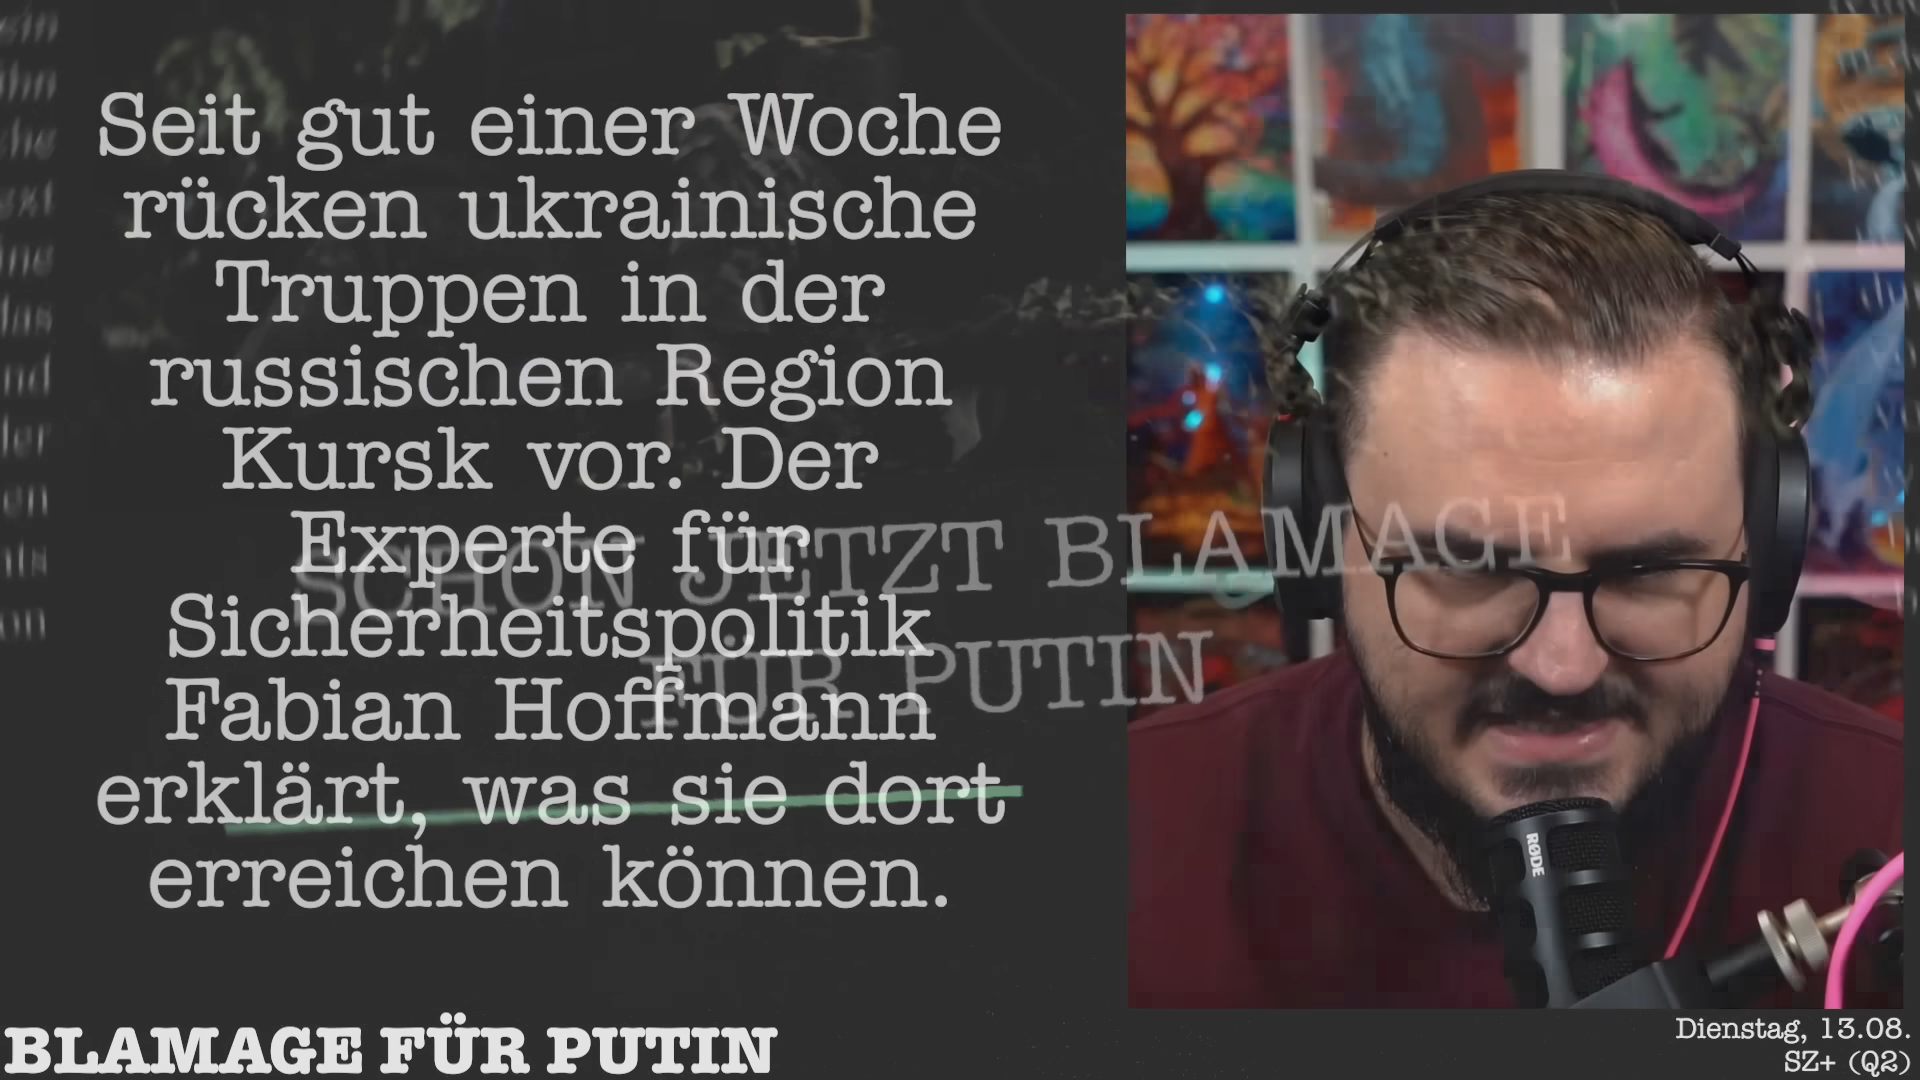 Seit gut einer Woche
rücken ukrainische
Truppen in der
russischen Region
Kursk vor. Der
Experte für
Sicherheitspolitik
Fabian Hoffmann
erklärt, was sie dort
erreichen können.
SCHON JETZT BLAMAGE
FÜR PUTIN
RØDE
BLAMAGE FÜR PUTIN
Dienstag, 13.08.
SZ+ (Q2)